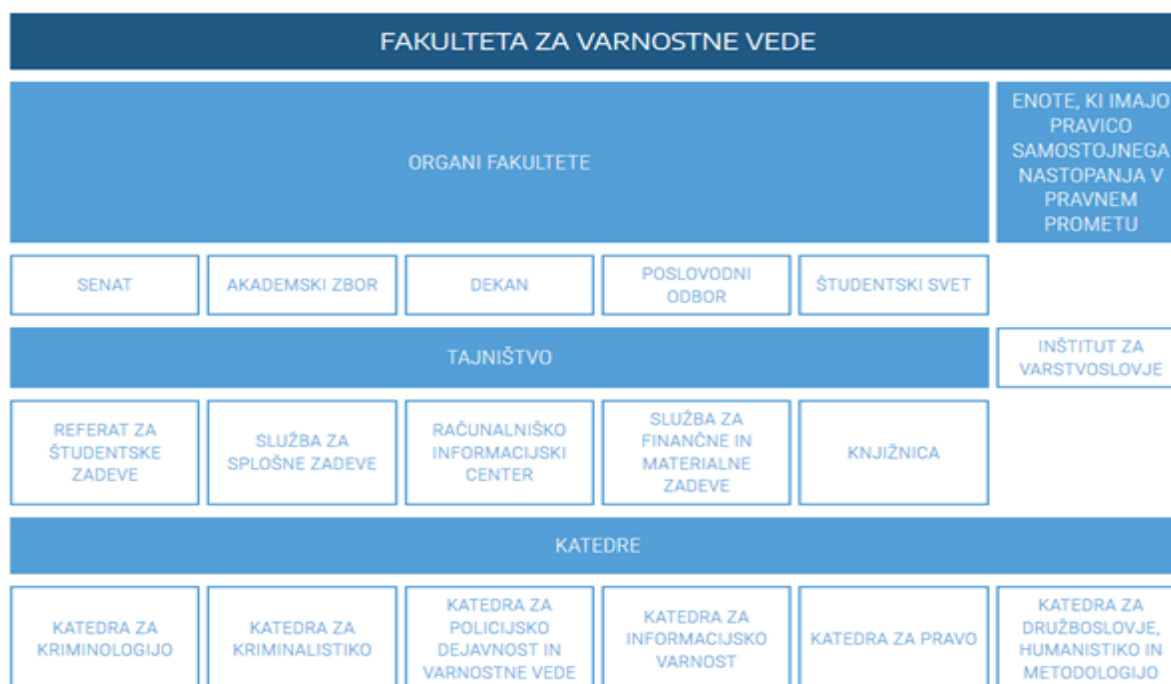 FAKULTETA ZA VARNOSTNE VEDE
ORGANI FAKULTETE
ENOTE, KI IMAJO
PRAVICO
SAMOSTOJNEGA
NASTOPANJA V
PRAVNEM
PROMETU
SENAT
AKADEMSKI ZBOR
DEKAN
POSLOVODNI
ODBOR
ŠTUDENTSKI SVET
TAJNIŠTVO
INŠTITUT ZA
VARSTVOSLOVJE
REFERAT ZA
ŠTUDENTSKE
ZADEVE
SLUŽBA ZA
SPLOŠNE ZADEVE
RAČUNALNIŠKO
INFORMACIJSKI
CENTER
SLUŽBA ZA
FINANČNE IN
MATERIALNE
ZADEVE
KNJIŽNICA
KATEDRE
KATEDRA ZA
KRIMINOLOGIJO
KATEDRA ZA
KRIMINALISTIKO
KATEDRA ZA
POLICIJSKO
DEJAVNOST IN
VARNOSTNE VEDE
KATEDRA ZA
INFORMACIJSKO
VARNOST
KATEDRA ZA PRAVO
KATEDRA ZA
DRUŽBOSLOVJE,
HUMANISTIKO IN
METODOLOGIJO